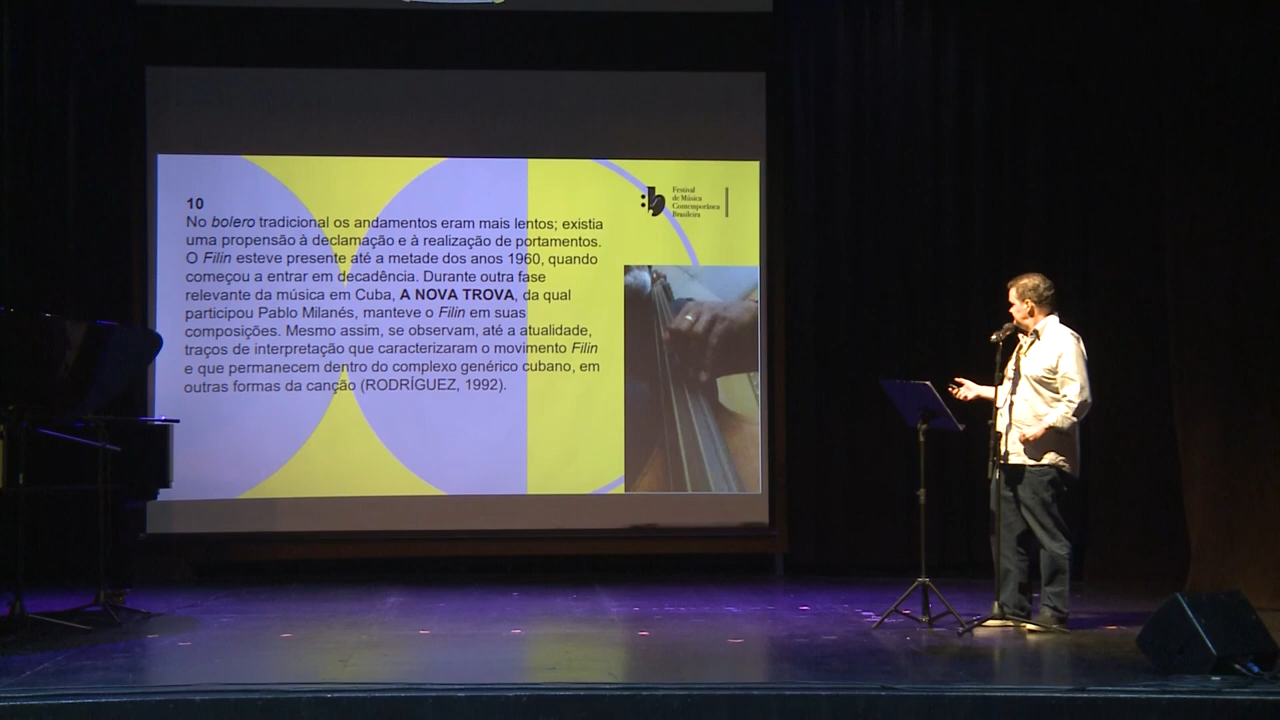 10
No bolero tradicional os andamentos eram mais lentos; existia
uma propensão à declamação e à realização de portamentos.
O Filin esteve presente até a metade dos anos 1960, quando
começou a entrar em decadência. Durante outra fase
relevante da música em Cuba, A NOVA TROVA, da qual
participou Pablo Milanés, manteve o Filin em suas
composições. Mesmo assim, se observam, até a atualidade,
traços de interpretação que caracterizaram o movimento Filin
e que permanecem dentro do complexo genérico cubano, em
outras formas da canção (RODRÍGUEZ, 1992).
Festival
de Música
Contemporânea
Brasileira